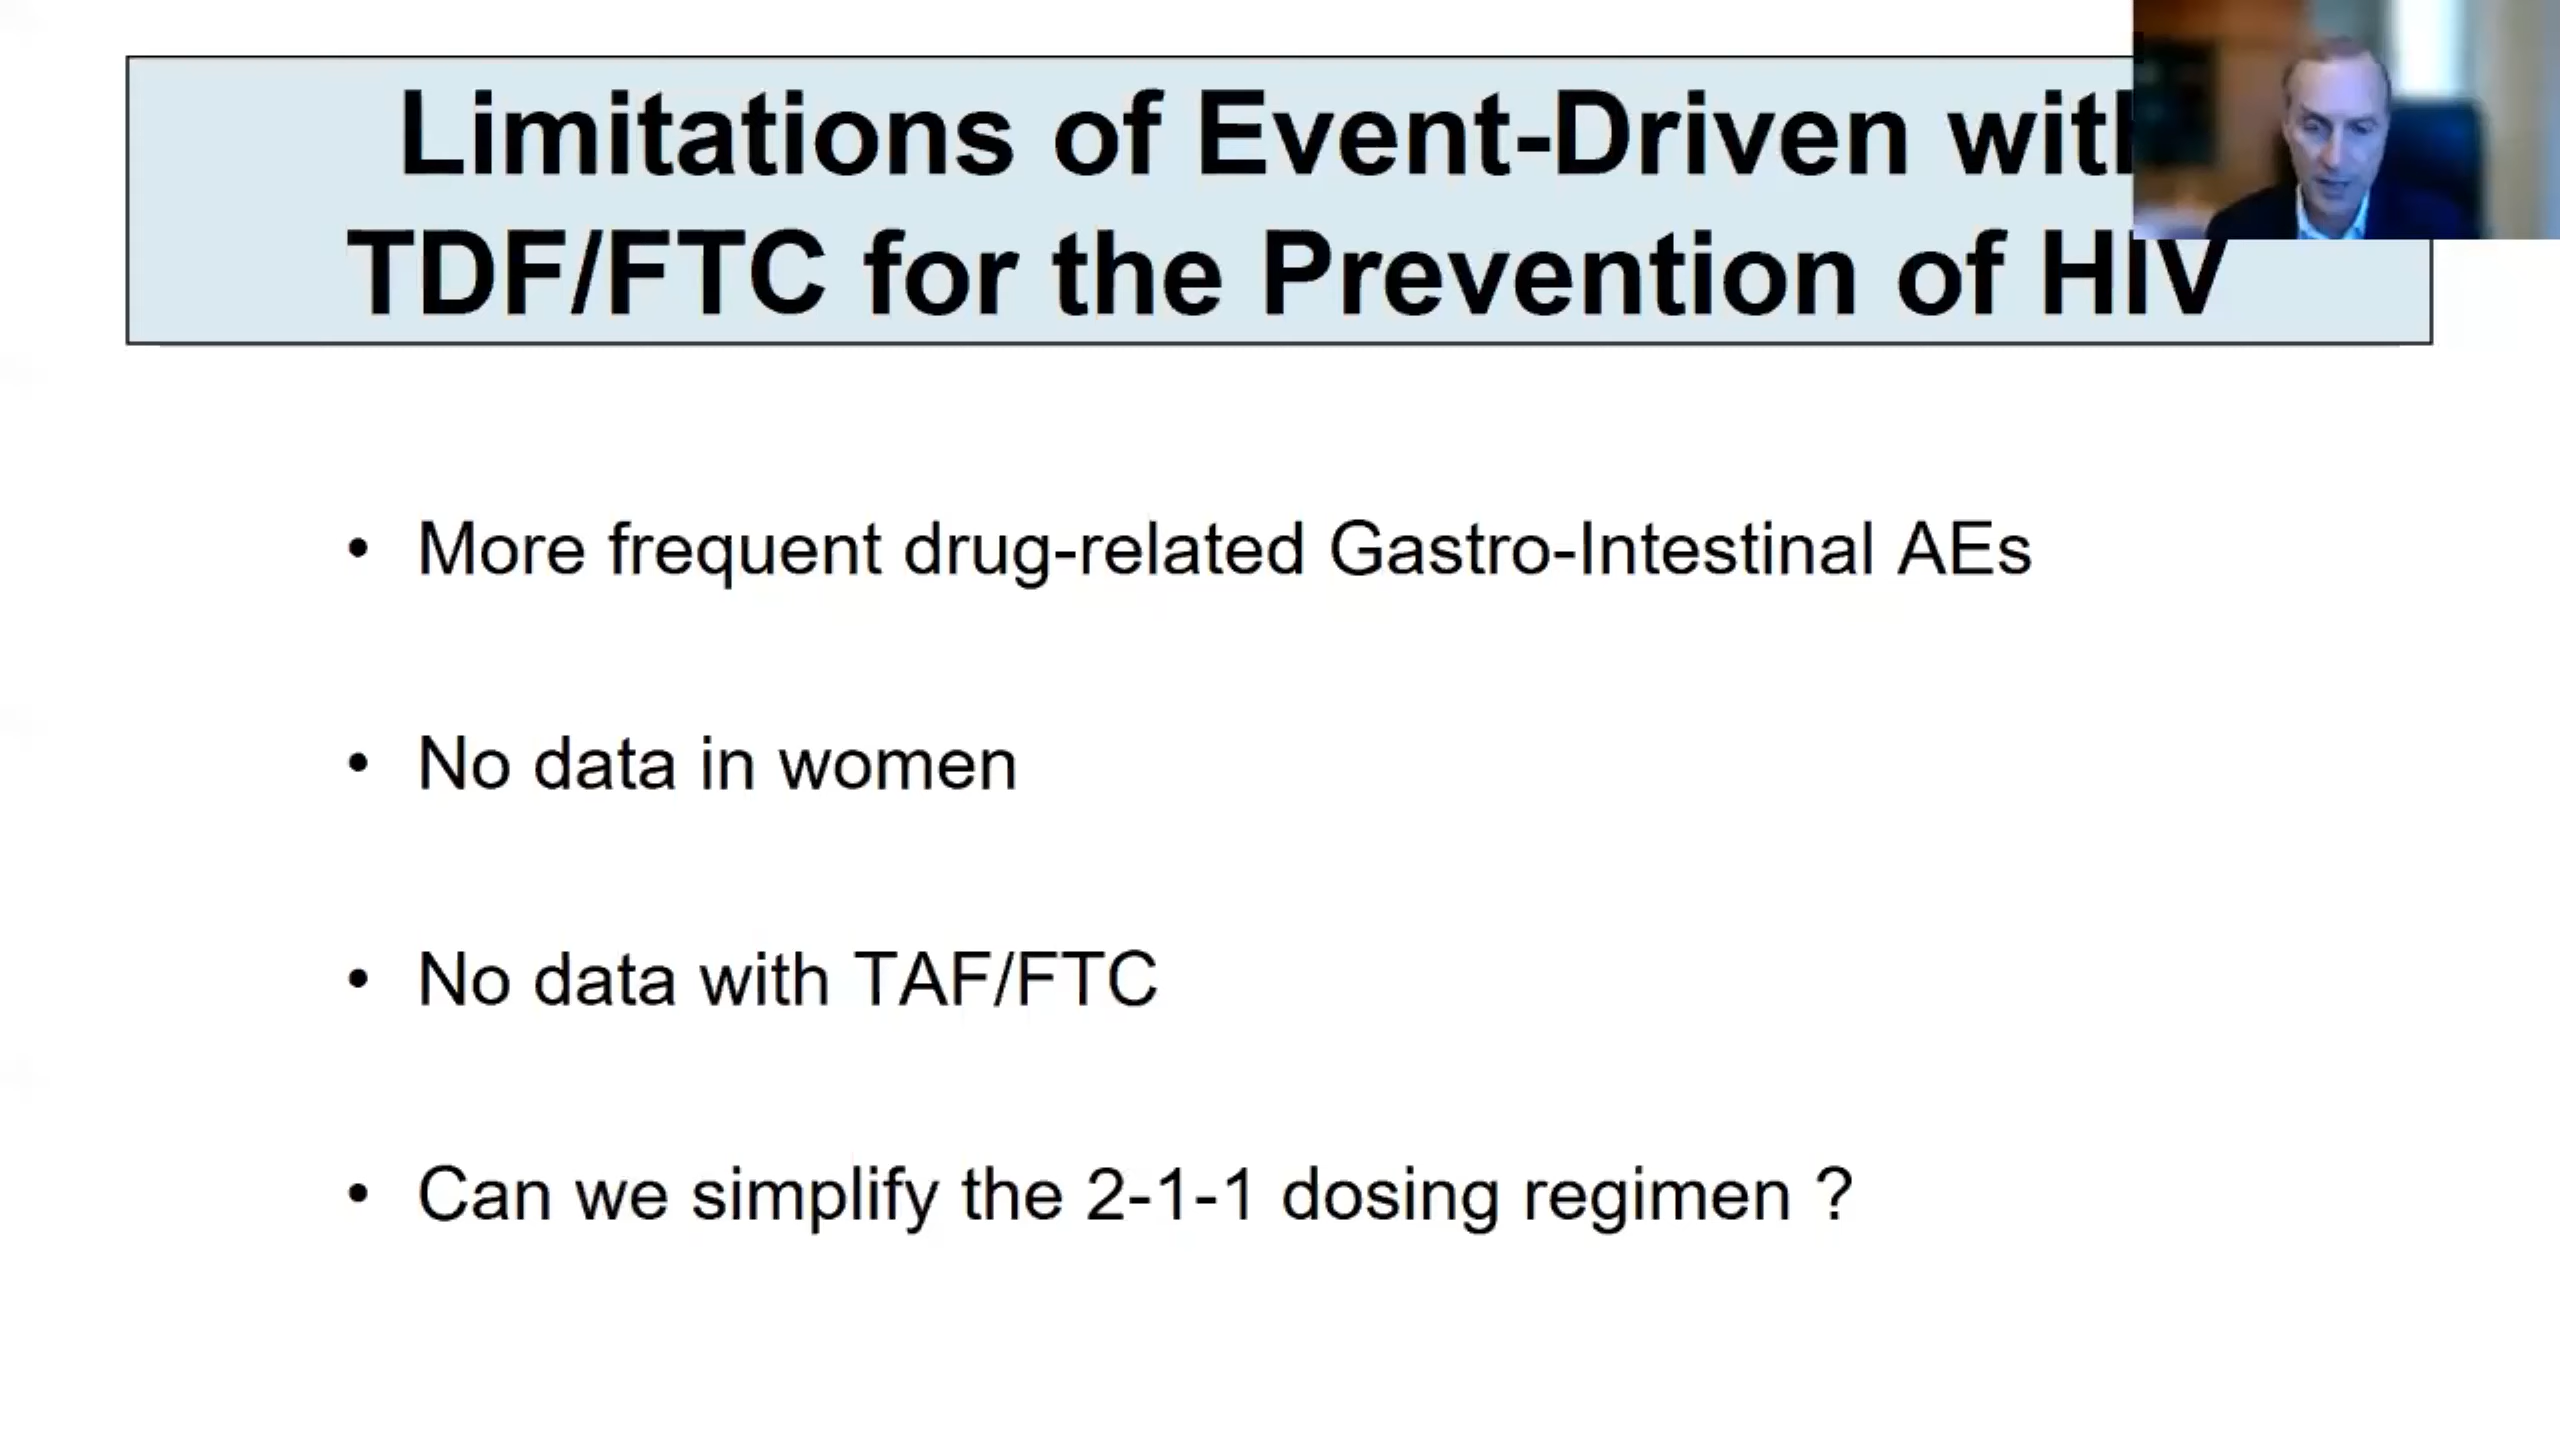 Limitations of Event-Driven with
TDF/FTC for the Prevention of HIV
• More frequent drug-related Gastro-Intestinal AEs
• No data in women
• No data with TAF/FTC
• Can we simplify the 2-1-1 dosing regimen ?